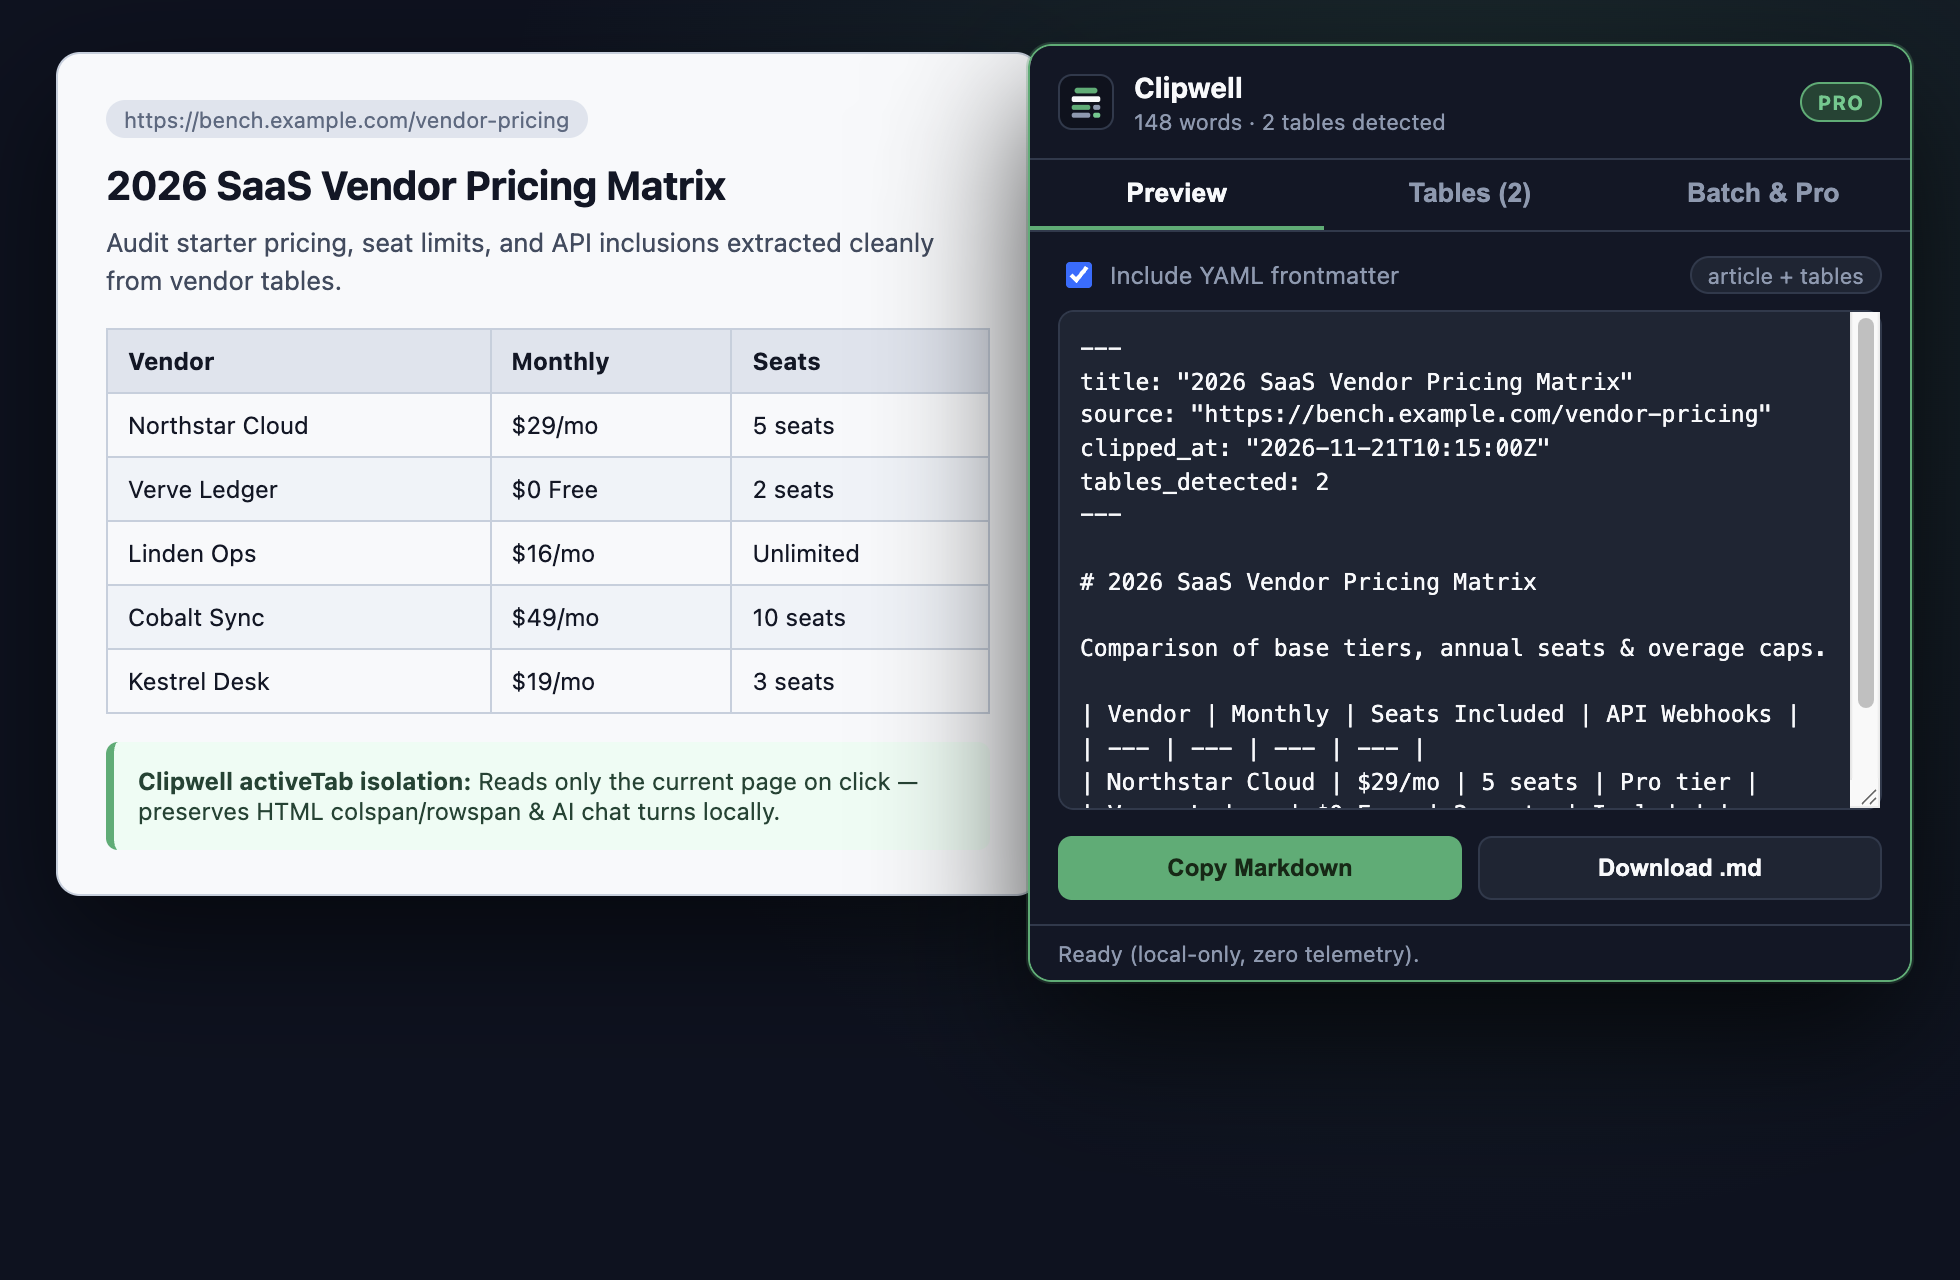 https://bench.example.com/vendor-pricing
2026 SaaS Vendor Pricing Matrix
Audit starter pricing, seat limits, and API inclusions extracted cleanly
from vendor tables.
Vendor Monthly Seats
Northstar Cloud $29/mo 5 seats
Verve Ledger $0 Free 2 seats
Linden Ops $16/mo Unlimited
Cobalt Sync $49/mo 10 seats
Kestrel Desk $19/mo 3 seats
Clipwell activeTab isolation: Reads only the current page on click —
preserves HTML colspan/rowspan & AI chat turns locally.
Clipwell
148 words · 2 tables detected
PRO
Preview Tables (2) Batch & Pro
Include YAML frontmatter
article + tables
---
title: "2026 SaaS Vendor Pricing Matrix"
source: "https://bench.example.com/vendor-pricing"
clipped_at: "2026-11-21T10:15:00Z"
tables_detected: 2
---
# 2026 SaaS Vendor Pricing Matrix
Comparison of base tiers, annual seats & overage caps.
| Vendor | Monthly | Seats Included | API Webhooks |
| --- | --- | --- | --- |
| Northstar Cloud | $29/mo | 5 seats | Pro tier |
Copy Markdown
Download .md
Ready (local-only, zero telemetry).